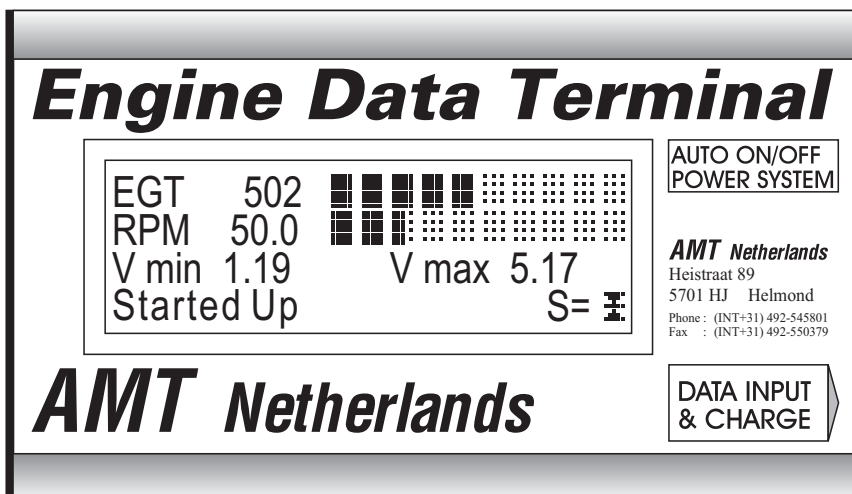 Engine Data Terminal
EGT 502
RPM 50.0
V min 1.19 V max 5.17
Started Up S=
AUTO ON/OFF
POWER SYSTEM
AMT Netherlands
Heistraat 89
5701 HJ Helmond
Phone : (INT+31) 492-545801
Fax : (INT+31) 492-550379
AMT Netherlands
DATA INPUT
& CHARGE